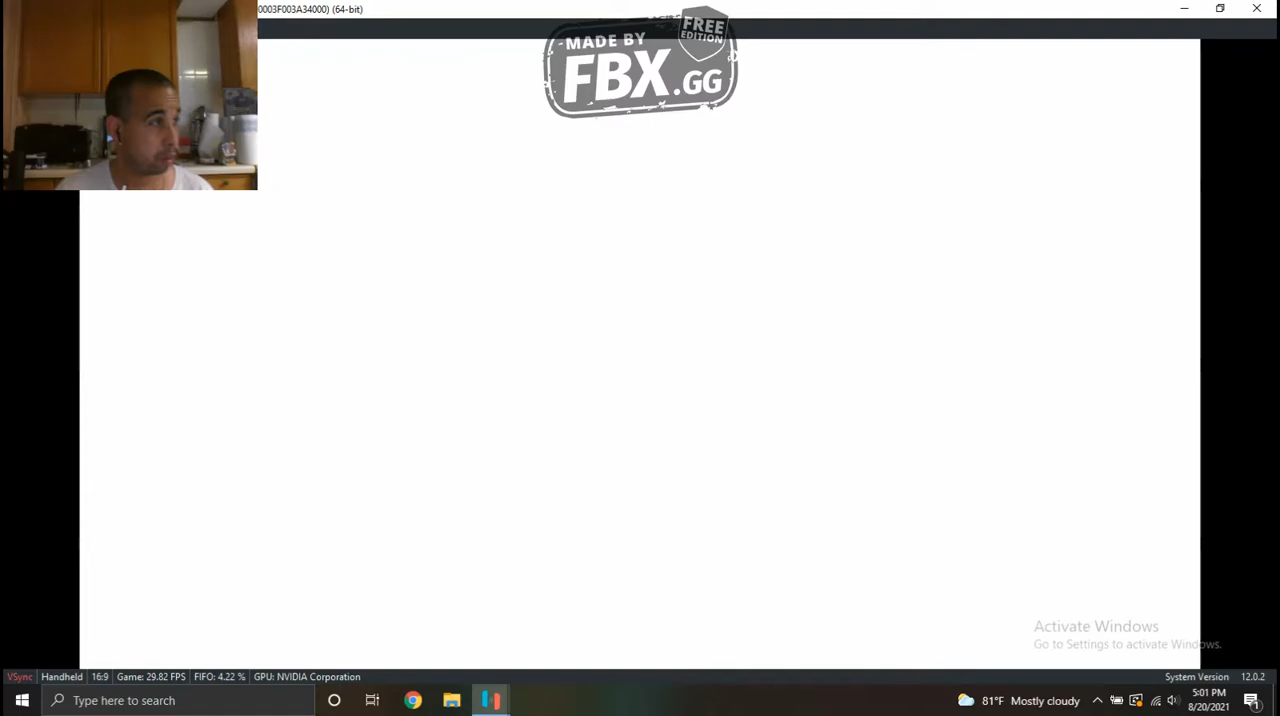 0003F003A34000) (64-bit)
MADE BY
FREE
EDITION
FBX.GG
Activate Windows
Go to Settings to activate Windows.
VSync Handheld 16:9 Game: 29.82 FPS FIFO: 4.22 % GPU: NVIDIA Corporation System Version 12.0.2
Type here to search 81°F Mostly cloudy 5:01 PM
8/20/2021
1